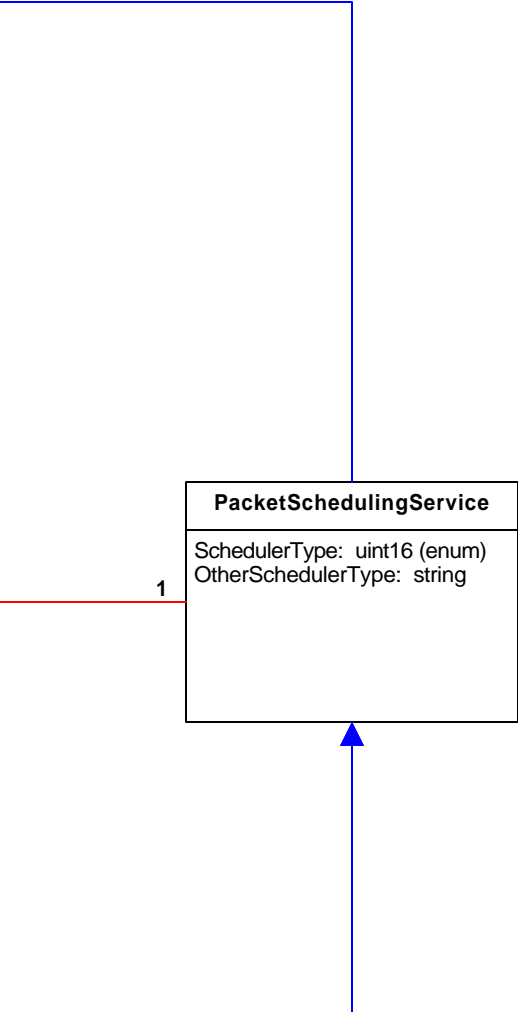 PacketSchedulingService
SchedulerType: uint16 (enum)
OtherSchedulerType: string
1